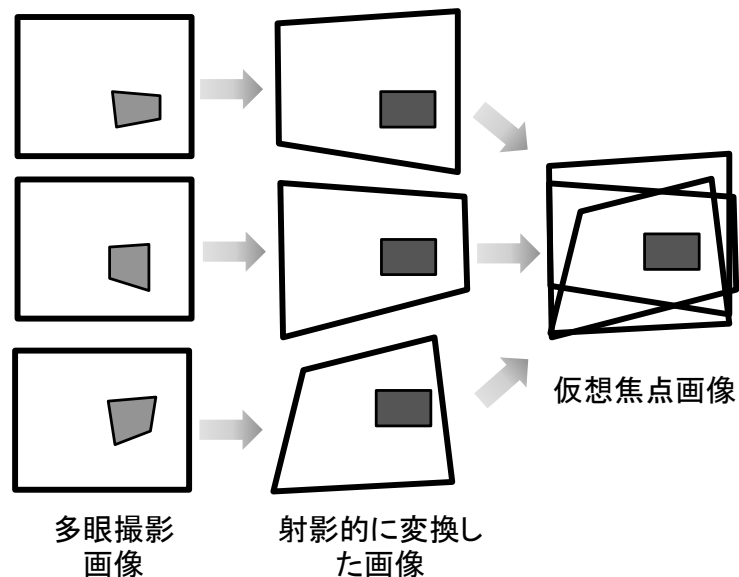 仮想焦点画像
多眼撮影
画像
射影的に変換し
た画像